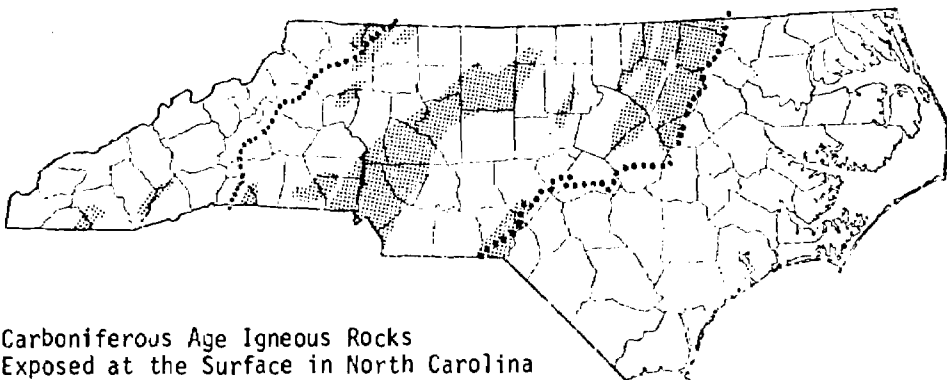 Carboniferous Age Igneous Rocks
Exposed at the Surface in North Carolina